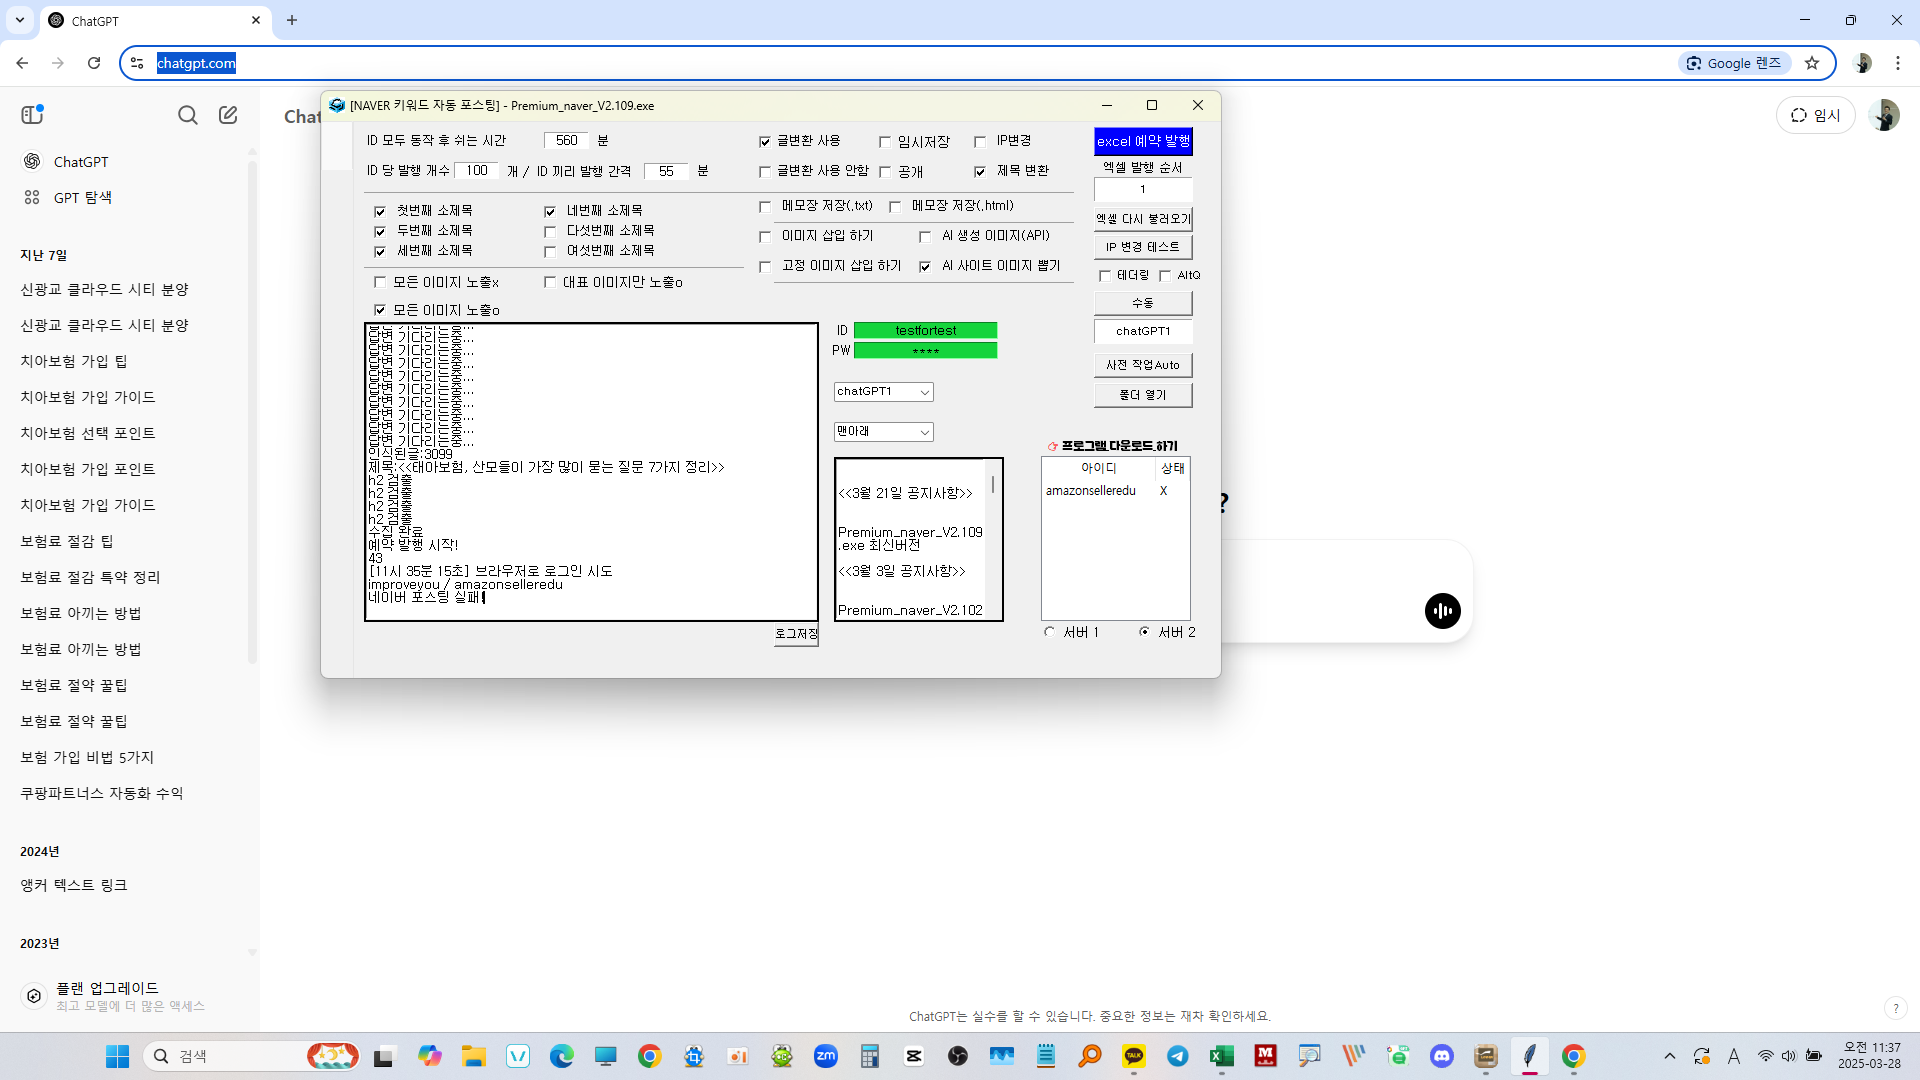 ChatGPT
chatgpt.com
Google 렌즈
ChatGPT
GPT 탐색
지난 7일
신광교 클라우드 시티 분양
신광교 클라우드 시티 분양
치아보험 가입 팁
치아보험 가입 가이드
치아보험 선택 포인트
치아보험 가입 포인트
치아보험 가입 가이드
보험료 절감 팁
보험료 절감 특약 정리
보험료 아끼는 방법
보험료 아끼는 방법
보험료 절약 꿀팁
보험료 절약 꿀팁
보험 가입 비법 5가지
쿠팡파트너스 자동화 수익
2024년
앵커 텍스트 링크
2023년
플랜 업그레이드
최고 모델에 더 많은 액세스
Chat
임시
[NAVER 키워드 자동 포스팅] - Premium_naver_V2.109.exe
ID 모두 동작 후 쉬는 시간 560 분
ID 당 발행 개수 100 개 / ID 끼리 발행 간격 55 분
글변환 사용 임시저장 IP변경
글변환 사용 안함 공개 제목 변환
첫번째 소제목 네번째 소제목
두번째 소제목 다섯번째 소제목
세번째 소제목 여섯번째 소제목
모든 이미지 노출x 대표 이미지만 노출o
모든 이미지 노출o
메모장 저장(.txt) 메모장 저장(.html)
이미지 삽입 하기 AI 생성 이미지(API)
고정 이미지 삽입 하기 AI 사이트 이미지 뽑기
excel 예약 발행
엑셀 발행 순서
1
엑셀 다시 불러오기
IP 변경 테스트
테더링 AltQ
수동
chatGPT1
사전 작업Auto
폴더 열기
답변 기다리는중...
답변 기다리는중...
답변 기다리는중...
답변 기다리는중...
답변 기다리는중...
답변 기다리는중...
답변 기다리는중...
답변 기다리는중...
답변 기다리는중...
답변 기다리는중...
인식된글:3099
제목:<<태아보험, 산모들이 가장 많이 묻는 질문 7가지 정리>>
h2 검출
h2 검출
h2 검출
h2 검출
수집 완료
예약 발행 시작!
43
[11시 35분 15초] 브라우저로 로그인 시도
improveyou / amazonselleredu
네이버 포스팅 실패!
로그저장
ID testfortest
PW ****
chatGPT1
맨아래
<<3월 21일 공지사항>>
Premium_naver_V2.109
.exe 최신버전
<<3월 3일 공지사항>>
Premium_naver_V2.102
프로그램 다운로드 하기
아이디 상태
amazonselleredu X
서버 1 서버 2
?
ChatGPT는 실수를 할 수 있습니다. 중요한 정보는 재차 확인하세요.
?
검색
zm
TALK
A
오전 11:37
2025-03-28